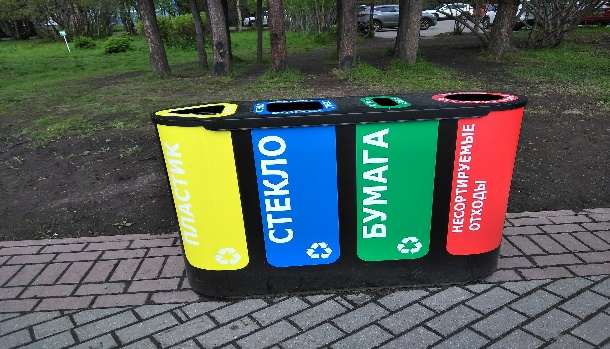 ПЛАСТИК
СТЕКЛО
БУМАГА
НЕСОРТИРУЕМЫЕ
ОТХОДЫ